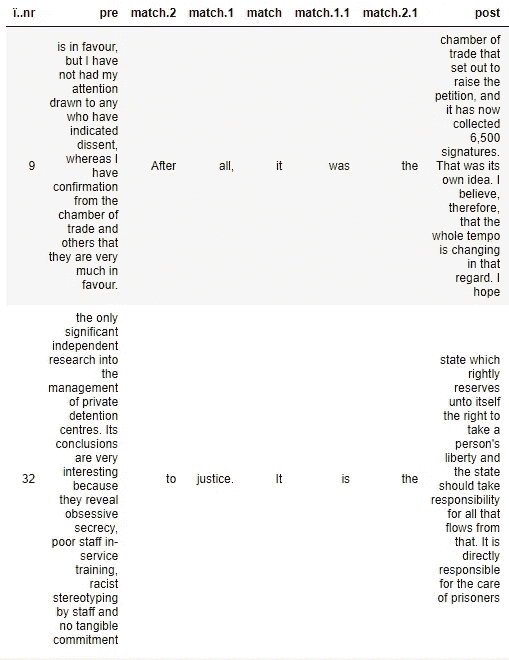 ï..nr pre match.2 match.1 match match.1.1 match.2.1 post
9
is in favour,
but I have
not had my
attention
drawn to any
who have
indicated
dissent,
whereas I
have
confirmation
from the
chamber of
trade and
others that
they are very
much in
favour.
After all, it was the
chamber of
trade that
set out to
raise the
petition, and
it has now
collected
6,500
signatures.
That was its
own idea. I
believe,
therefore,
that the
whole tempo
is changing
in that
regard. I
hope
32
the only
significant
independent
research into
the
management
of private
detention
centres. Its
conclusions
are very
interesting
because
they reveal
obsessive
secrecy,
poor staff in-
service
training,
racist
stereotyping
by staff and
no tangible
commitment
to justice. It is the
state which
rightly
reserves
unto itself
the right to
take a
person's
liberty and
the state
should take
responsibility
for all that
flows from
that. It is
directly
responsible
for the care
of prisoners